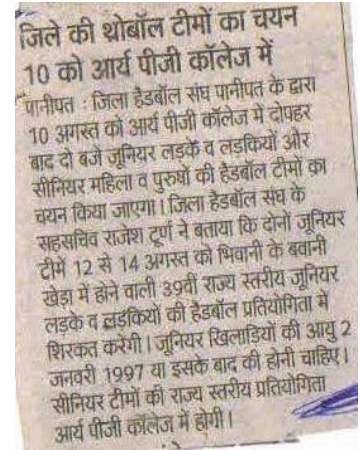 जिले की थोबॉल टीमों का चयन
10 को आर्य पीजी कॉलेज में
पानीपत : जिला हैडबॉल संघ पानीपत के द्वारा
10 अगस्त को आर्य पीजी कॉलेज में दोपहर
बाद दो बजे जूनियर लड़के व लड़कियों और
सीनियर महिला व पुरुषों की हैडबॉल टीमों का
चयन किया जाएगा। जिला हैडबॉल संघ के
सहसचिव राजेश टूर्ण ने बताया कि दोनों जूनियर
टीमें 12 से 14 अगस्त को भिवानी के बवानी
खेड़ा में होने वाली 39वीं राज्य स्तरीय जूनियर
लड़के व लड़कियों की हैडबॉल प्रतियोगिता में
शिरकत करेगी। जूनियर खिलाडियों की आयु 2
जनवरी 1997 या इसके बाद की होनी चाहिए।
सीनियर टीमों की राज्य स्तरीय प्रतियोगिता
आर्य पीजी कॉलेज में होगी।